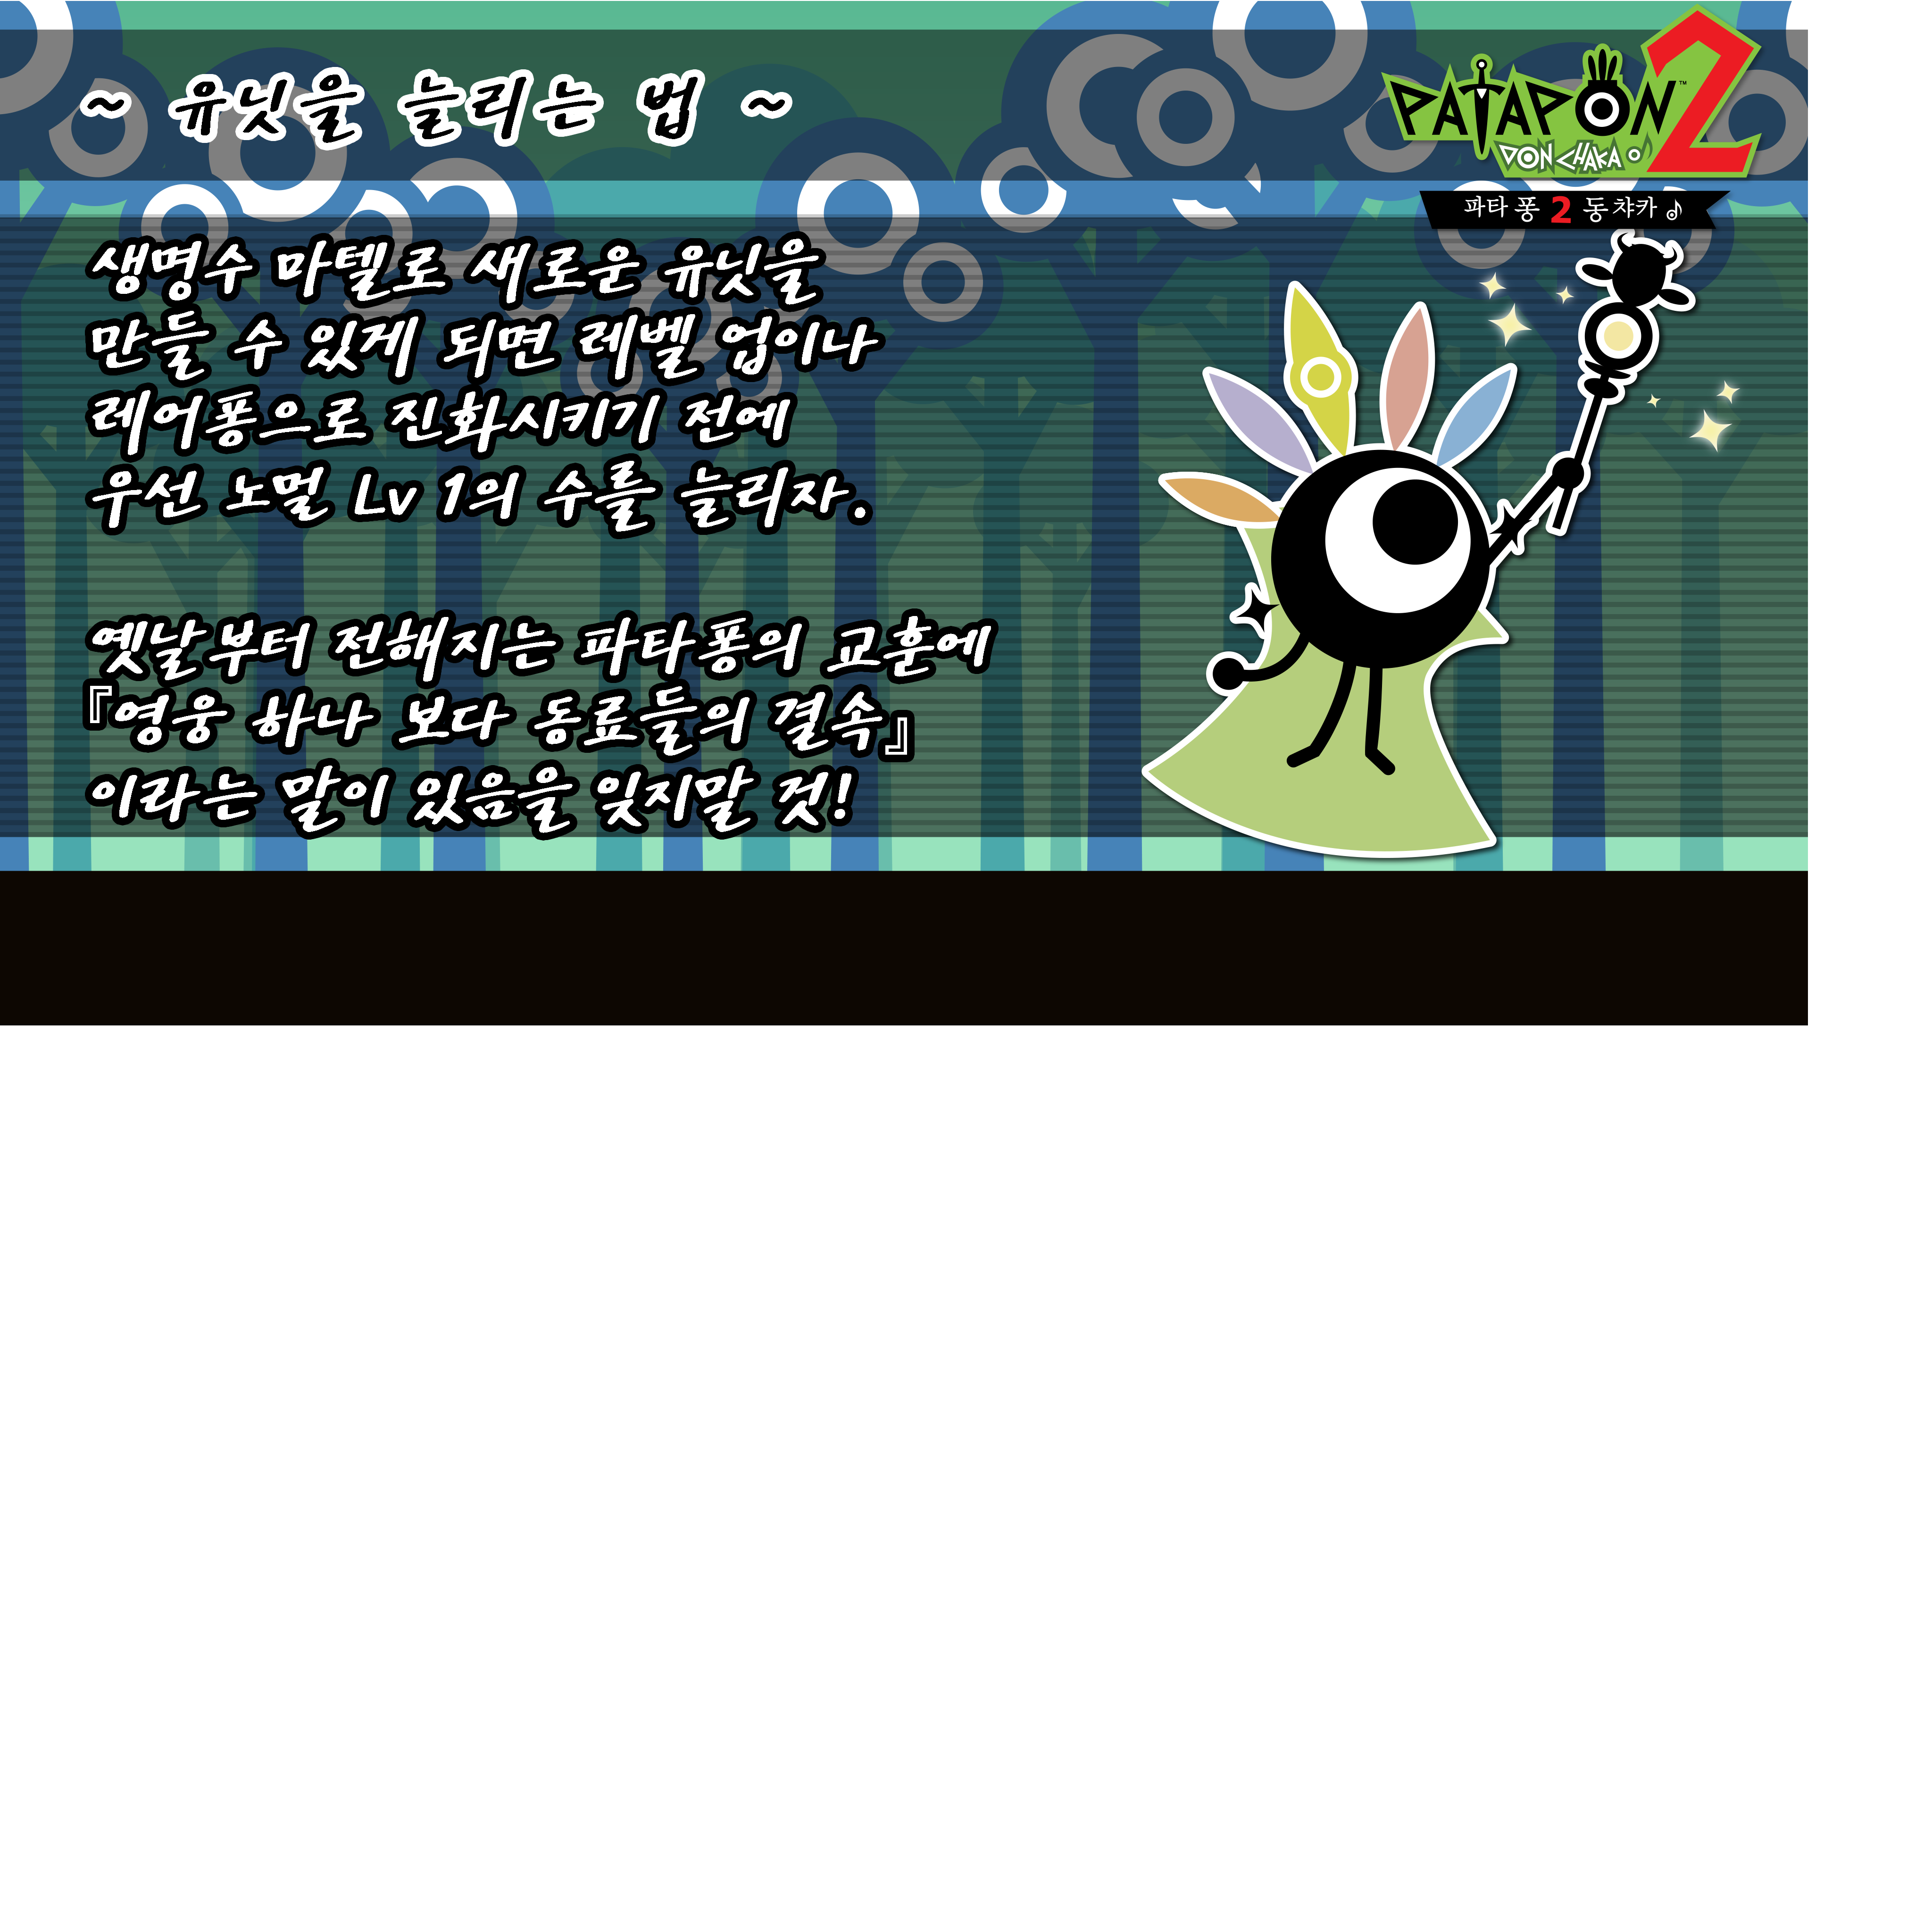 ~ 유닛을 늘리는 법 ~
PATAPON 2™
DON CHAKA
파타퐁 2 동챠카 ♪
생명수 마텔로 새로운 유닛을
만들 수 있게 되면 레벨 업이나
레어퐁으로 진화시키기 전에
우선 노멀 Lv 1의 수를 늘리자.
옛날부터 전해지는 파타퐁의 교훈에
『영웅 하나 보다 동료들의 결속』
이라는 말이 있음을 잊지말 것!